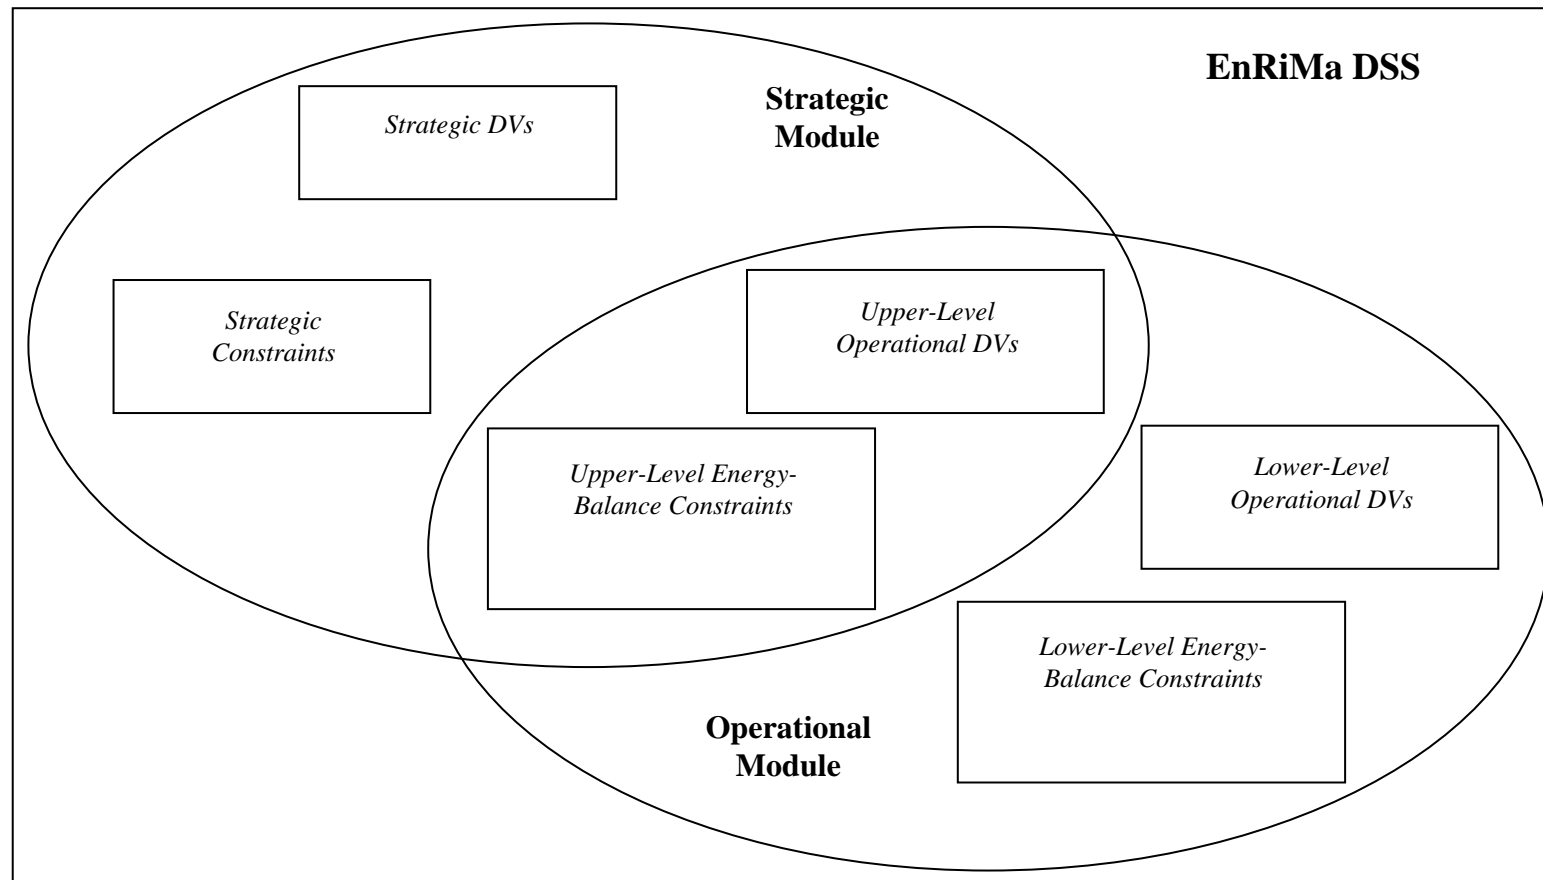 EnRiMa DSS
Strategic
Module
Strategic DVs
Strategic
Constraints
Upper-Level
Operational DVs
Upper-Level Energy-
Balance Constraints
Lower-Level
Operational DVs
Lower-Level Energy-
Balance Constraints
Operational
Module